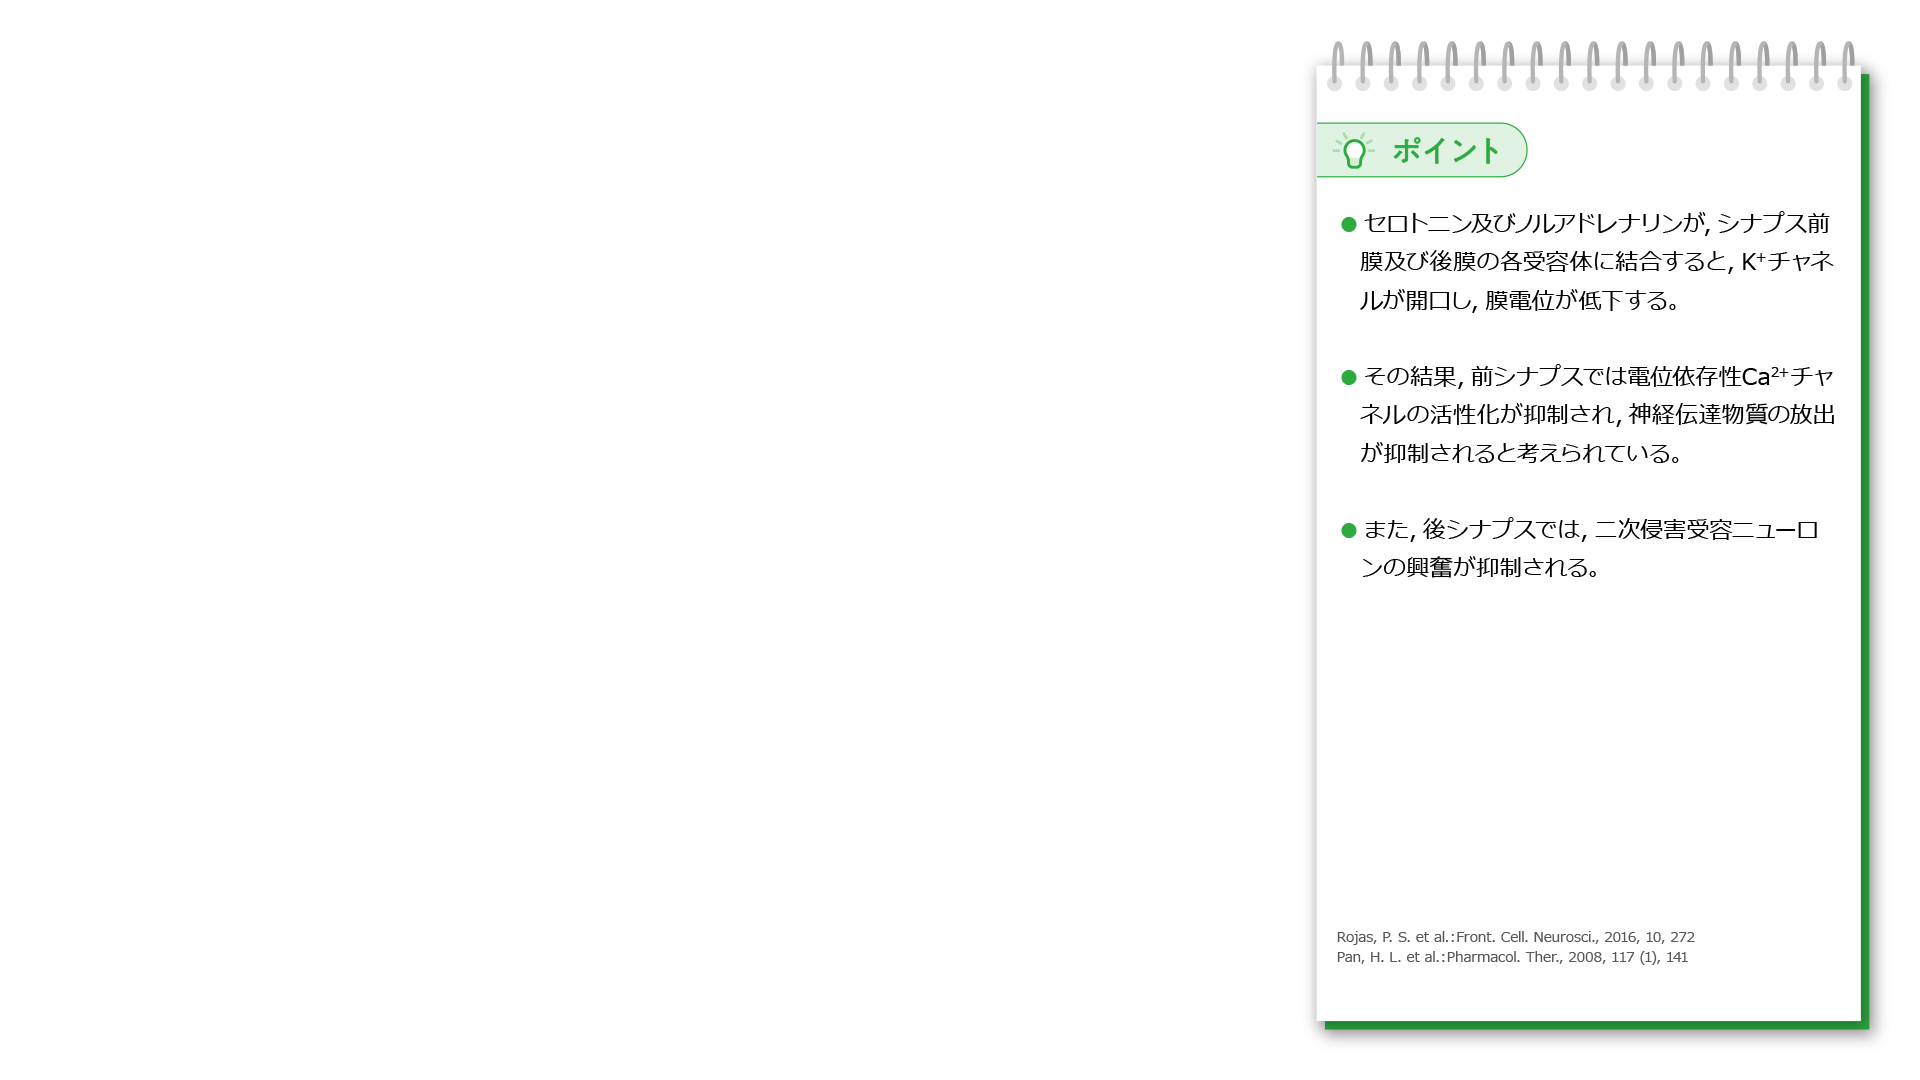 ポイント
● セロトニン及びノルアドレナリンが, シナプス前
膜及び後膜の各受容体に結合すると, K⁺チャネ
ルが開口し, 膜電位が低下する。
● その結果, 前シナプスでは電位依存性Ca²⁺チャ
ネルの活性化が抑制され, 神経伝達物質の放出
が抑制されると考えられている。
● また, 後シナプスでは, 二次侵害受容ニューロ
ンの興奮が抑制される。
Rojas, P. S. et al.:Front. Cell. Neurosci., 2016, 10, 272
Pan, H. L. et al.:Pharmacol. Ther., 2008, 117 (1), 141